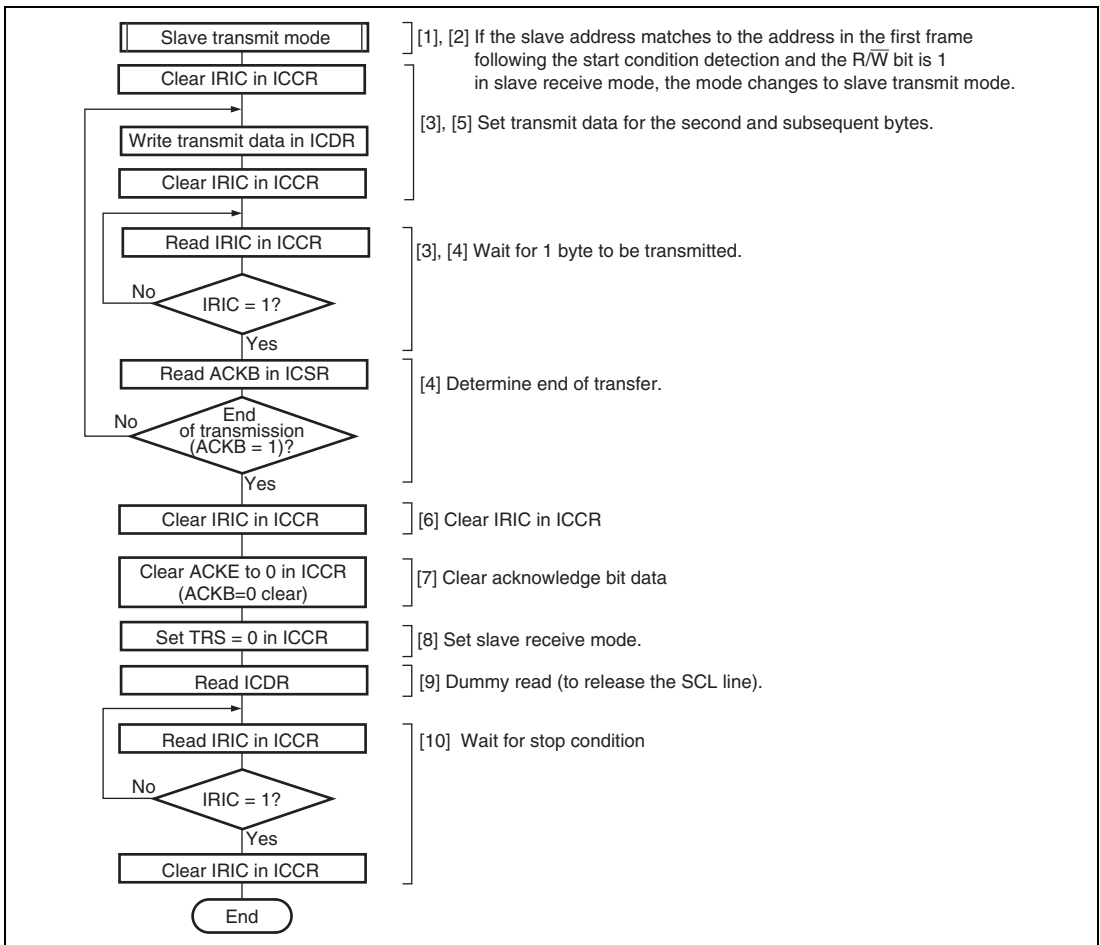 Slave transmit mode
[1], [2] If the slave address matches to the address in the first frame
following the start condition detection and the R/W̅ bit is 1
in slave receive mode, the mode changes to slave transmit mode.
Clear IRIC in ICCR
[3], [5] Set transmit data for the second and subsequent bytes.
Write transmit data in ICDR
Clear IRIC in ICCR
Read IRIC in ICCR
[3], [4] Wait for 1 byte to be transmitted.
No
IRIC = 1?
Yes
Read ACKB in ICSR
[4] Determine end of transfer.
No
End
of transmission
(ACKB = 1)?
Yes
Clear IRIC in ICCR
[6] Clear IRIC in ICCR
Clear ACKE to 0 in ICCR
(ACKB=0 clear)
[7] Clear acknowledge bit data
Set TRS = 0 in ICCR
[8] Set slave receive mode.
Read ICDR
[9] Dummy read (to release the SCL line).
Read IRIC in ICCR
[10] Wait for stop condition
No
IRIC = 1?
Yes
Clear IRIC in ICCR
End